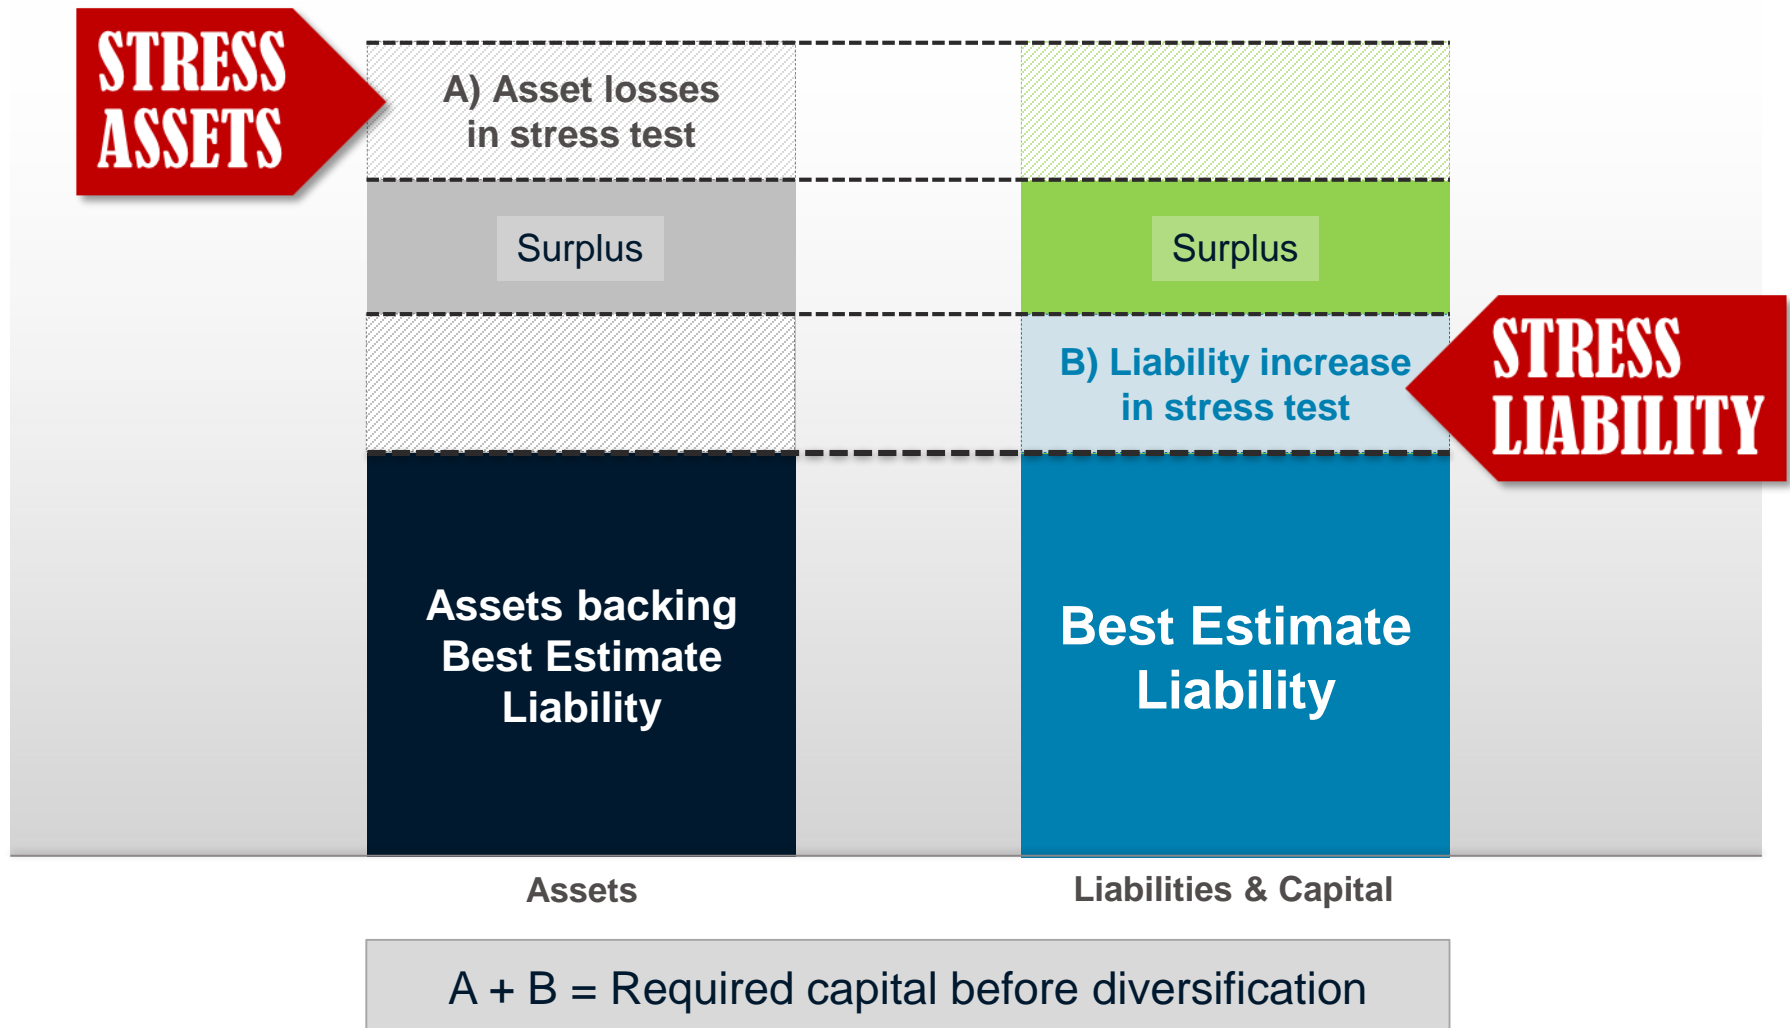 STRESS
ASSETS
A) Asset losses
in stress test
Surplus
Surplus
B) Liability increase
in stress test
STRESS
LIABILITY
Assets backing
Best Estimate
Liability
Best Estimate
Liability
Assets
Liabilities & Capital
A + B = Required capital before diversification